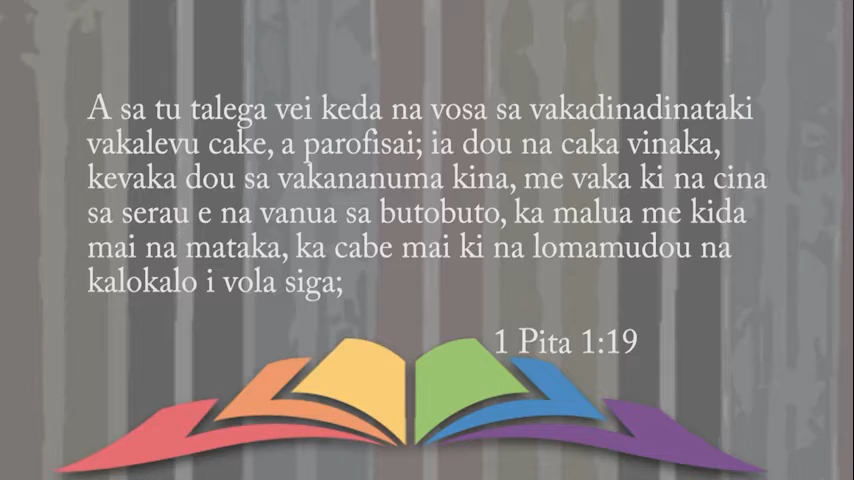 A sa tu talega vei keda na vosa sa vakadinadinataki
vakalevu cake, a parofisai; ia dou na caka vinaka,
kevaka dou sa vakananuma kina, me vaka ki na cina
sa serau e na vanua sa butobuto, ka malua me kida
mai na mataka, ka cabe mai ki na lomamudou na
kalokalo i vola siga;
1 Pita 1:19